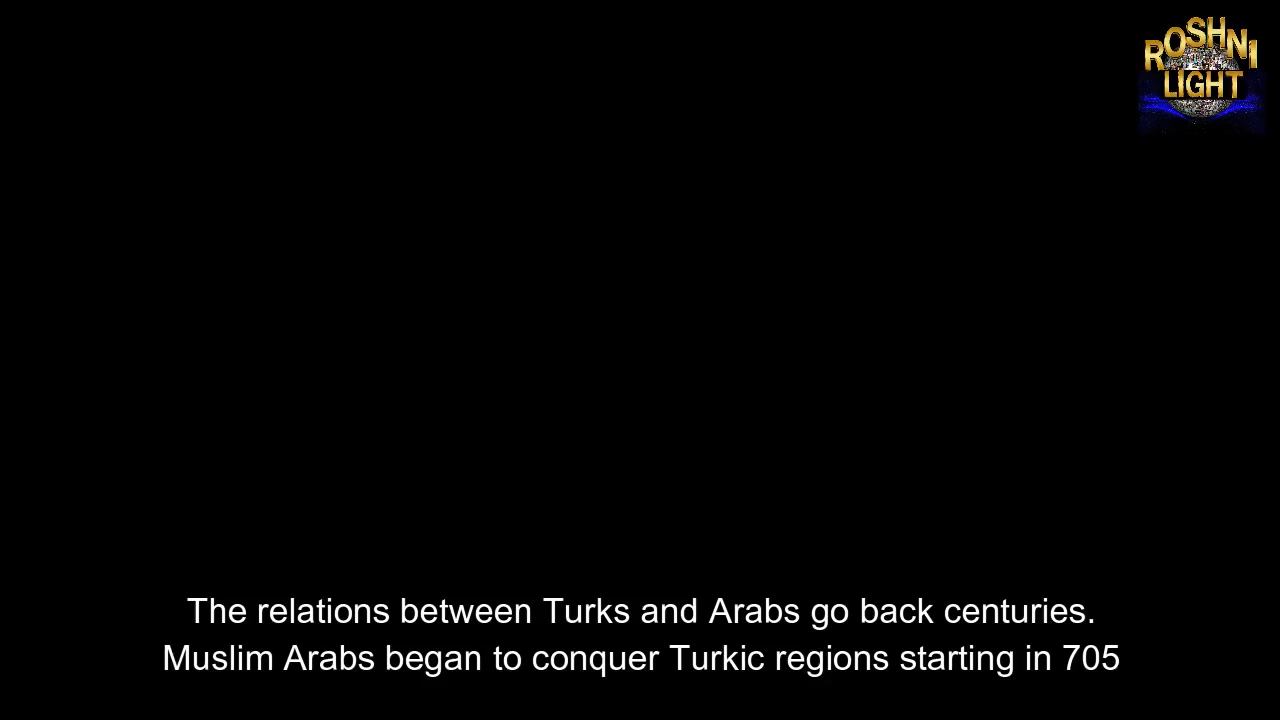 ROSHNI
LIGHT
The relations between Turks and Arabs go back centuries.
Muslim Arabs began to conquer Turkic regions starting in 705